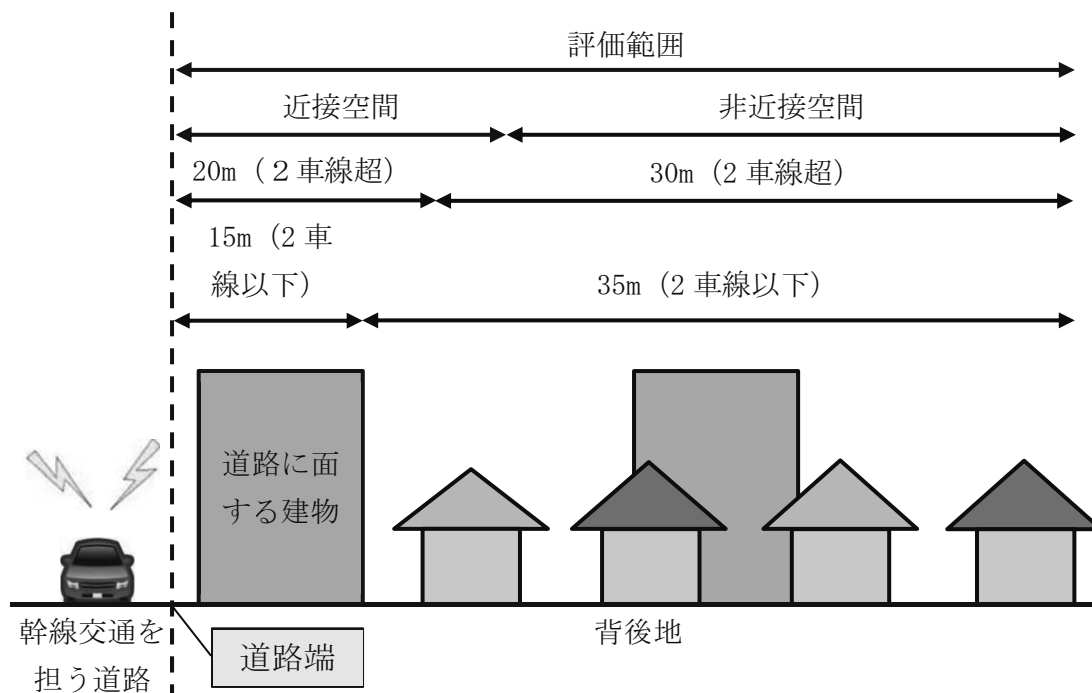 評価範囲
近接空間
非近接空間
20m（２車線超）
30m（2 車線超）
15m（2 車
線以下）
35m（2 車線以下）
道路に面
する建物
幹線交通を
担う道路
道路端
背後地